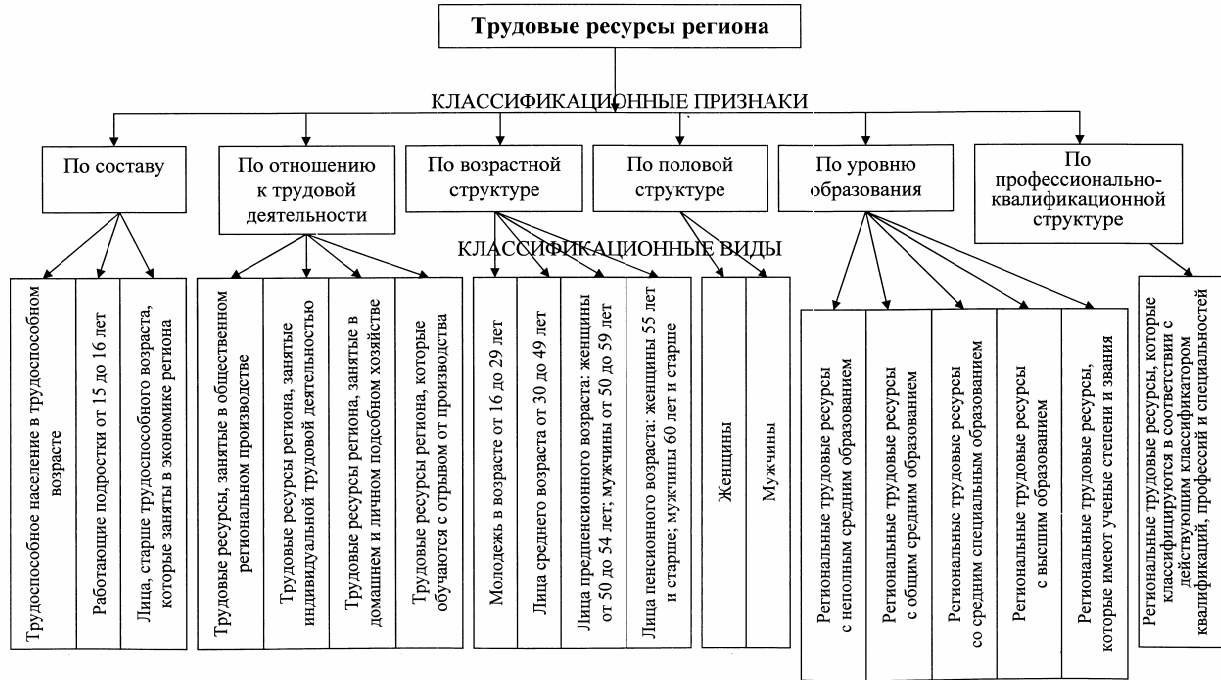 Трудовые ресурсы региона
КЛАССИФИКАЦИОННЫЕ ПРИЗНАКИ
По составу
По отношению
к трудовой
деятельности
По возрастной
структуре
По половой
структуре
По уровню
образования
По
профессионально-
квалификационной
структуре
КЛАССИФИКАЦИОННЫЕ ВИДЫ
Трудоспособное население в трудоспособном
возрасте
Работающие подростки от 15 до 16 лет
Лица, старше трудоспособного возраста,
которые заняты в экономике региона
Трудовые ресурсы, занятые в общественном
региональном производстве
Трудовые ресурсы региона, занятые
индивидуальной трудовой деятельностью
Трудовые ресурсы региона, занятые в
домашнем и личном подсобном хозяйстве
Трудовые ресурсы региона, которые
обучаются с отрывом от производства
Молодежь в возрасте от 16 до 29 лет
Лица среднего возраста от 30 до 49 лет
Лица предпенсионного возраста: женщины
от 50 до 54 лет; мужчины от 50 до 59 лет
Лица пенсионного возраста: женщины 55 лет
и старше; мужчины 60 лет и старше
Женщины
Мужчины
Региональные трудовые ресурсы
с неполным средним образованием
Региональные трудовые ресурсы
с общим средним образованием
Региональные трудовые ресурсы
со средним специальным образованием
Региональные трудовые ресурсы
с высшим образованием
Региональные трудовые ресурсы,
которые имеют ученые степени и звания
Региональные трудовые ресурсы, которые
классифицируются в соответствии с
действующим классификатором
квалификаций, профессий и специальностей